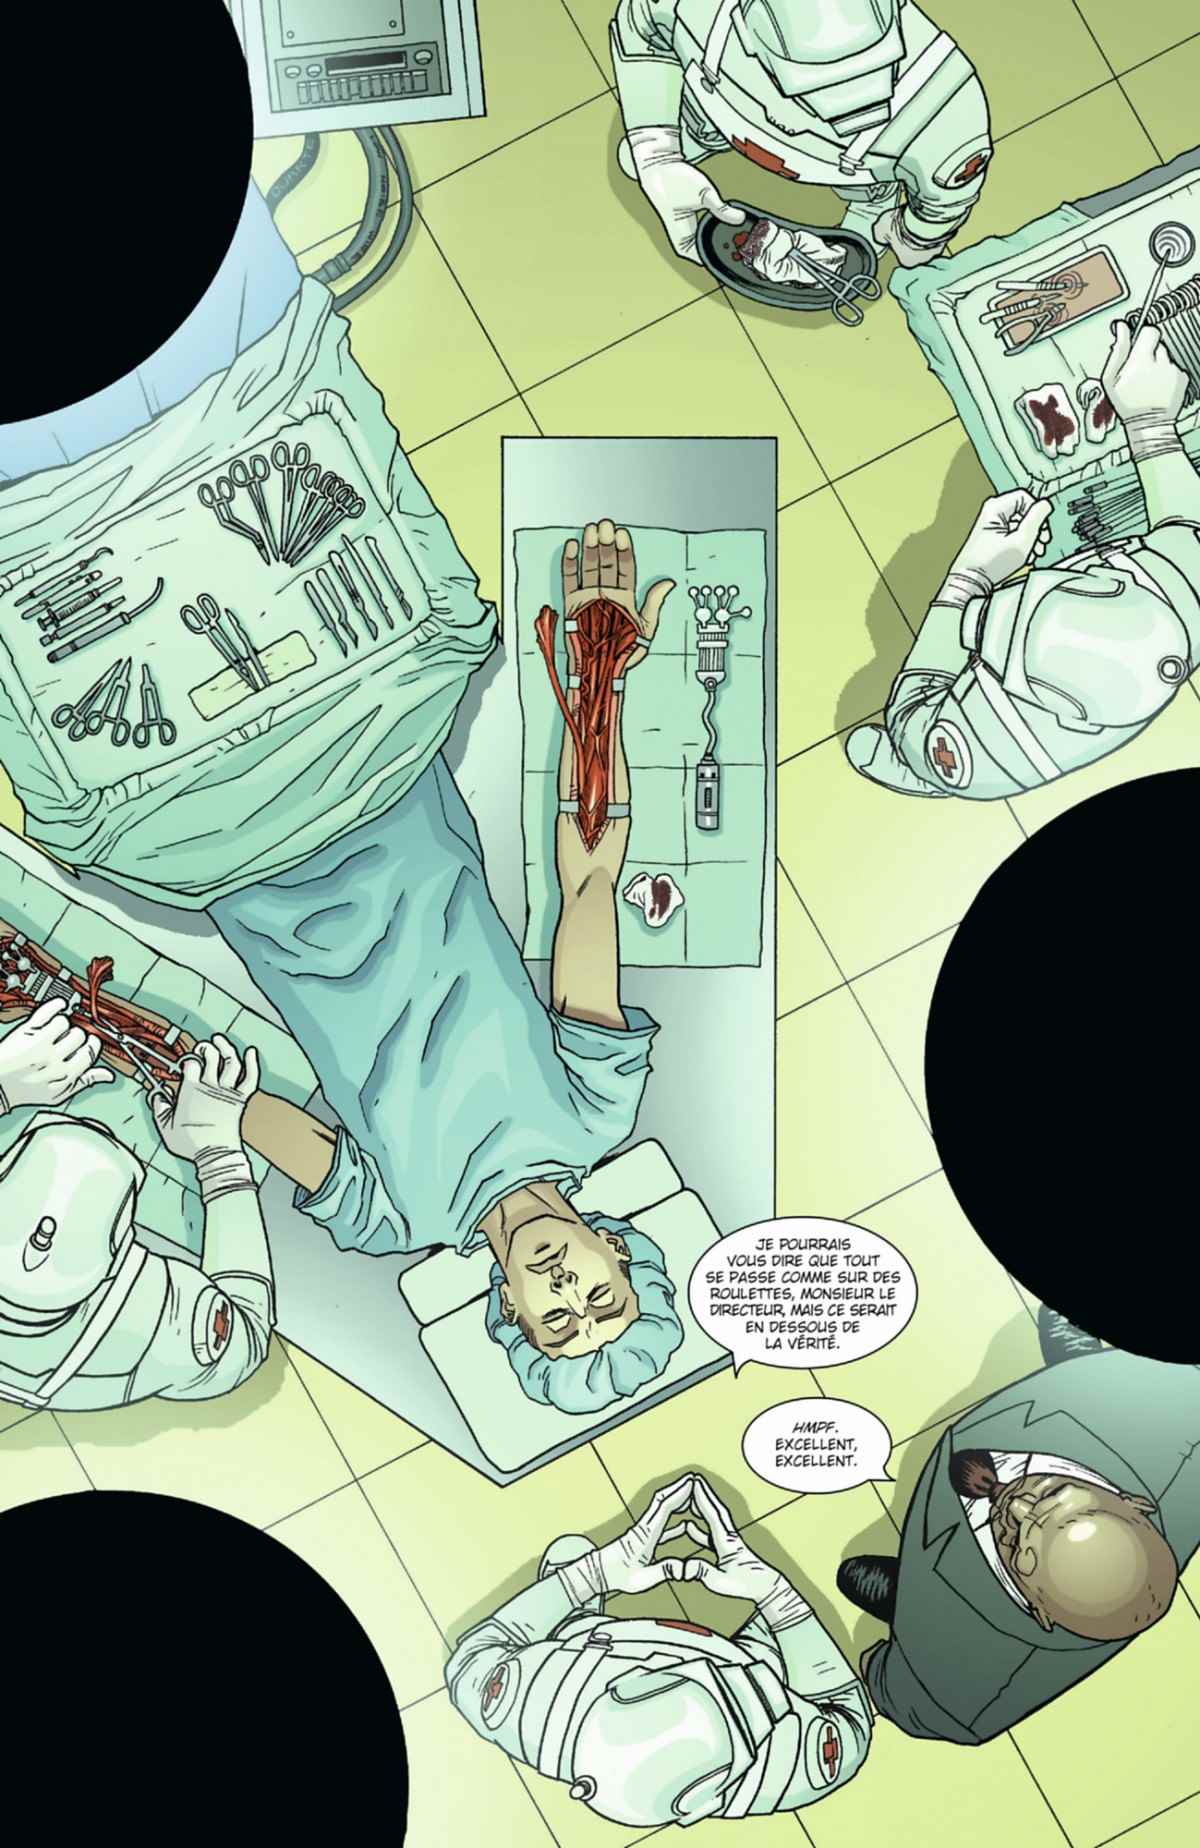 JE POURRAIS
VOUS DIRE QUE TOUT
SE PASSE COMME SUR DES
ROULETTES, MONSIEUR LE
DIRECTEUR, MAIS CE SERAIT
EN DESSOUS DE
LA VÉRITÉ.
HMPF.
EXCELLENT,
EXCELLENT.